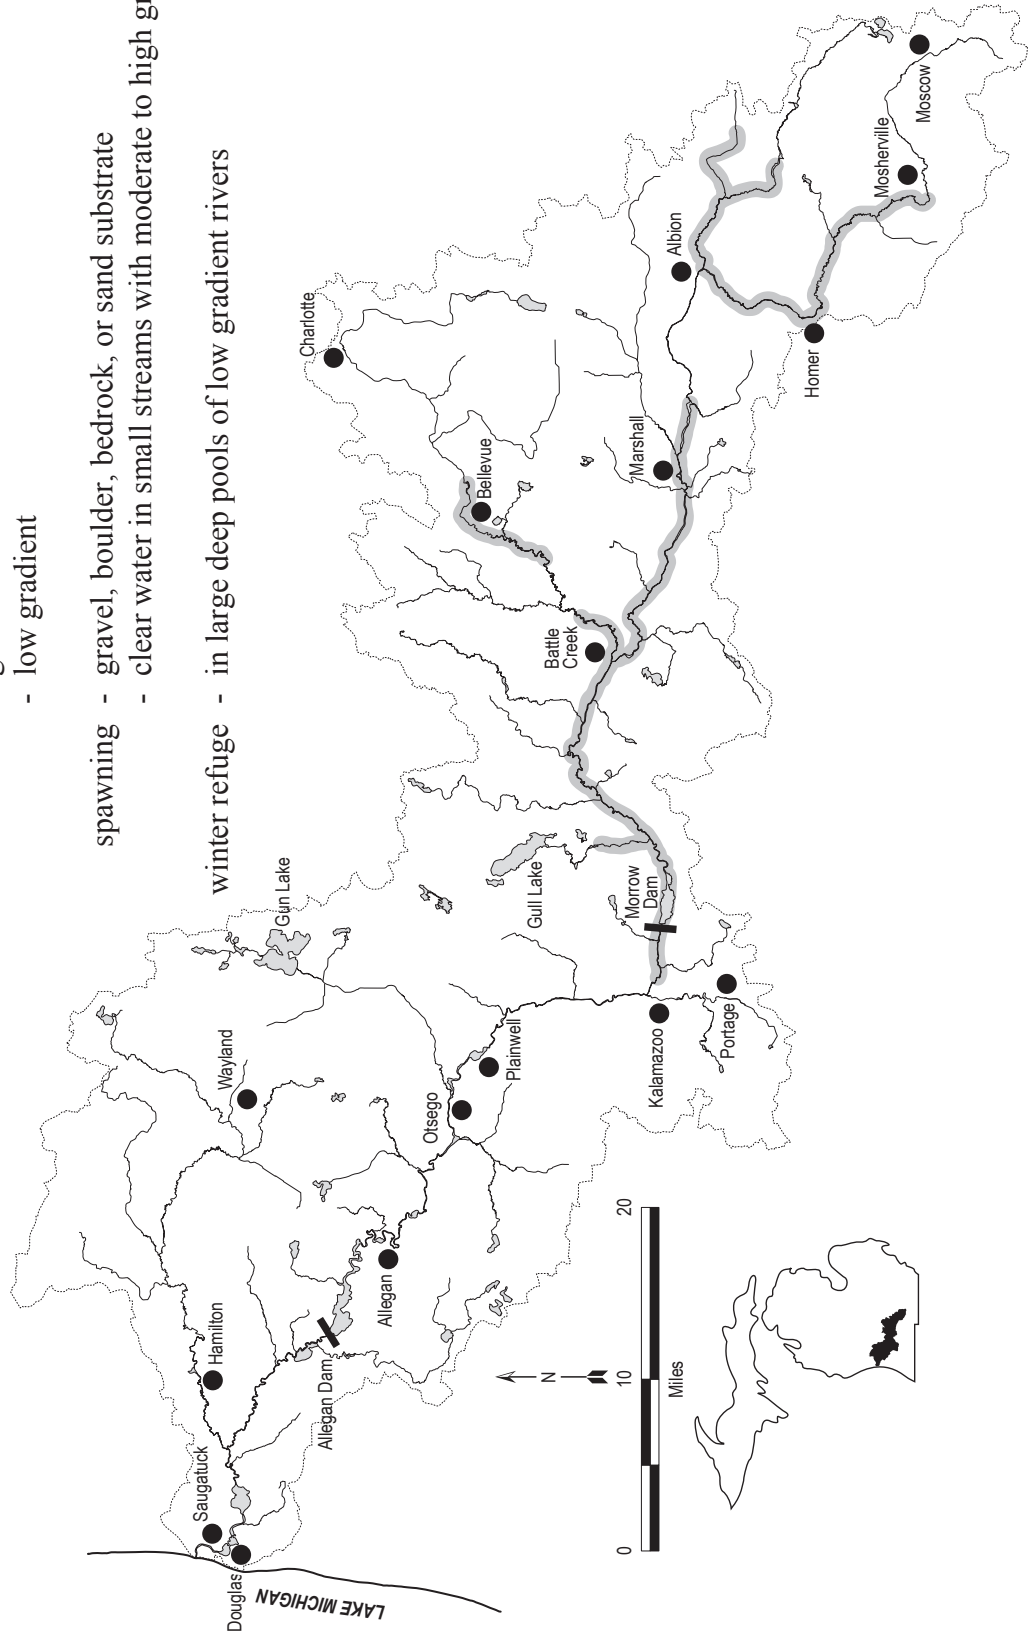 - low gradient
spawning - gravel, boulder, bedrock, or sand substrate
- clear water in small streams with moderate to high
winter refuge - in large deep pools of low gradient rivers
Charlotte
Bellevue
Albion
Marshall
Homer
Mosherville
Moscow
Battle
Creek
Gun Lake
Gull Lake
Morrow
Dam
Wayland
Plainwell
Otsego
Kalamazoo
Portage
Allegan
Hamilton
Allegan Dam
Saugatuck
Douglas
LAKE MICHIGAN
N
0 10 20
Miles